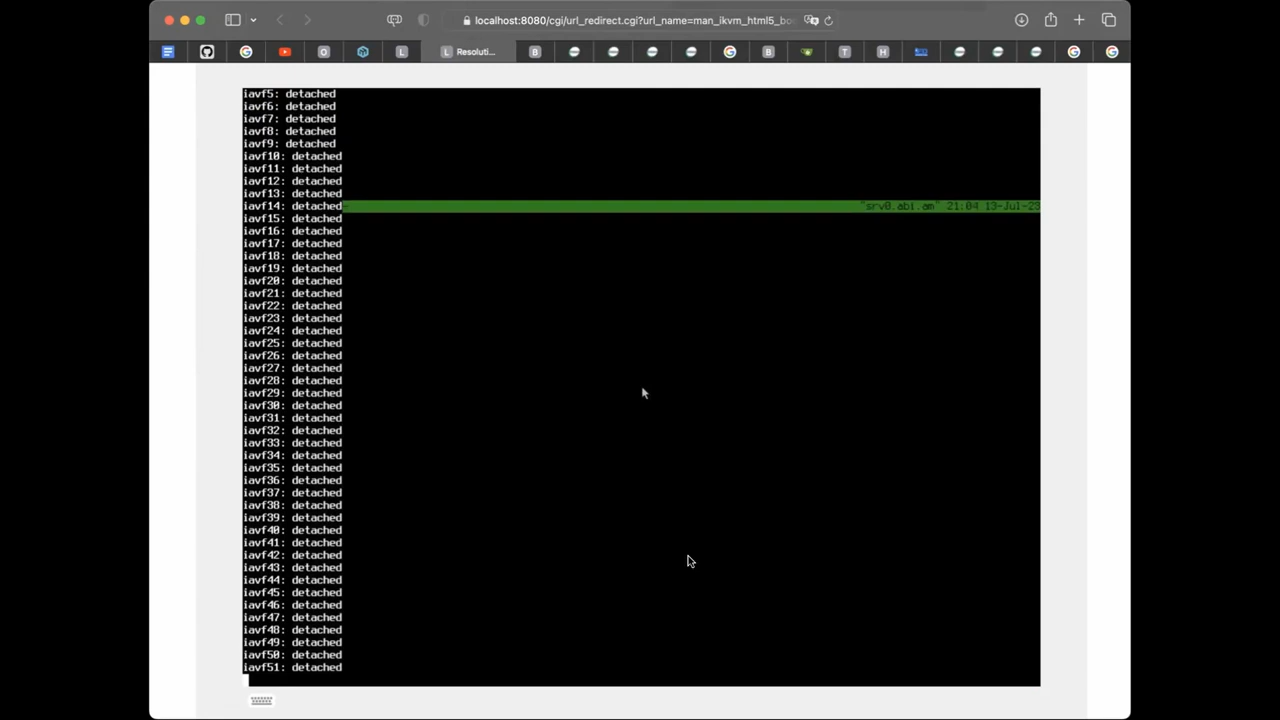 localhost:8080/cgi/url_redirect.cgi?url_name=man_ikvm_html5_bo
O
L
L Resoluti...
B
B
T
H
iavf5: detached
iavf6: detached
iavf7: detached
iavf8: detached
iavf9: detached
iavf10: detached
iavf11: detached
iavf12: detached
iavf13: detached
iavf14: detached "srv0.abi.am" 21:04 13-Jul-23
iavf15: detached
iavf16: detached
iavf17: detached
iavf18: detached
iavf19: detached
iavf20: detached
iavf21: detached
iavf22: detached
iavf23: detached
iavf24: detached
iavf25: detached
iavf26: detached
iavf27: detached
iavf28: detached
iavf29: detached
iavf30: detached
iavf31: detached
iavf32: detached
iavf33: detached
iavf34: detached
iavf35: detached
iavf36: detached
iavf37: detached
iavf38: detached
iavf39: detached
iavf40: detached
iavf41: detached
iavf42: detached
iavf43: detached
iavf44: detached
iavf45: detached
iavf46: detached
iavf47: detached
iavf48: detached
iavf49: detached
iavf50: detached
iavf51: detached